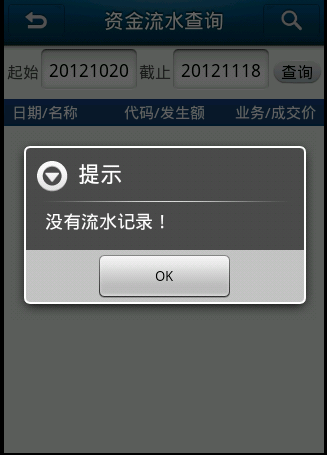 资金流水查询
起始 20121020 截止 20121118 查询
日期/名称 代码/发生额 业务/成交价
提示
没有流水记录！
OK